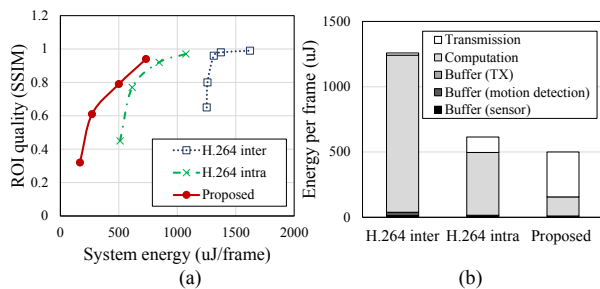 ROI quality (SSIM)
1.2
1
0.8
0.6
0.4
0.2
0
0 500 1000 1500 2000
System energy (uJ/frame)
H.264 inter
H.264 intra
Proposed
(a)
Energy per frame (uJ)
1500
1000
500
0
Transmission
Computation
Buffer (TX)
Buffer (motion detection)
Buffer (sensor)
H.264 inter H.264 intra Proposed
(b)